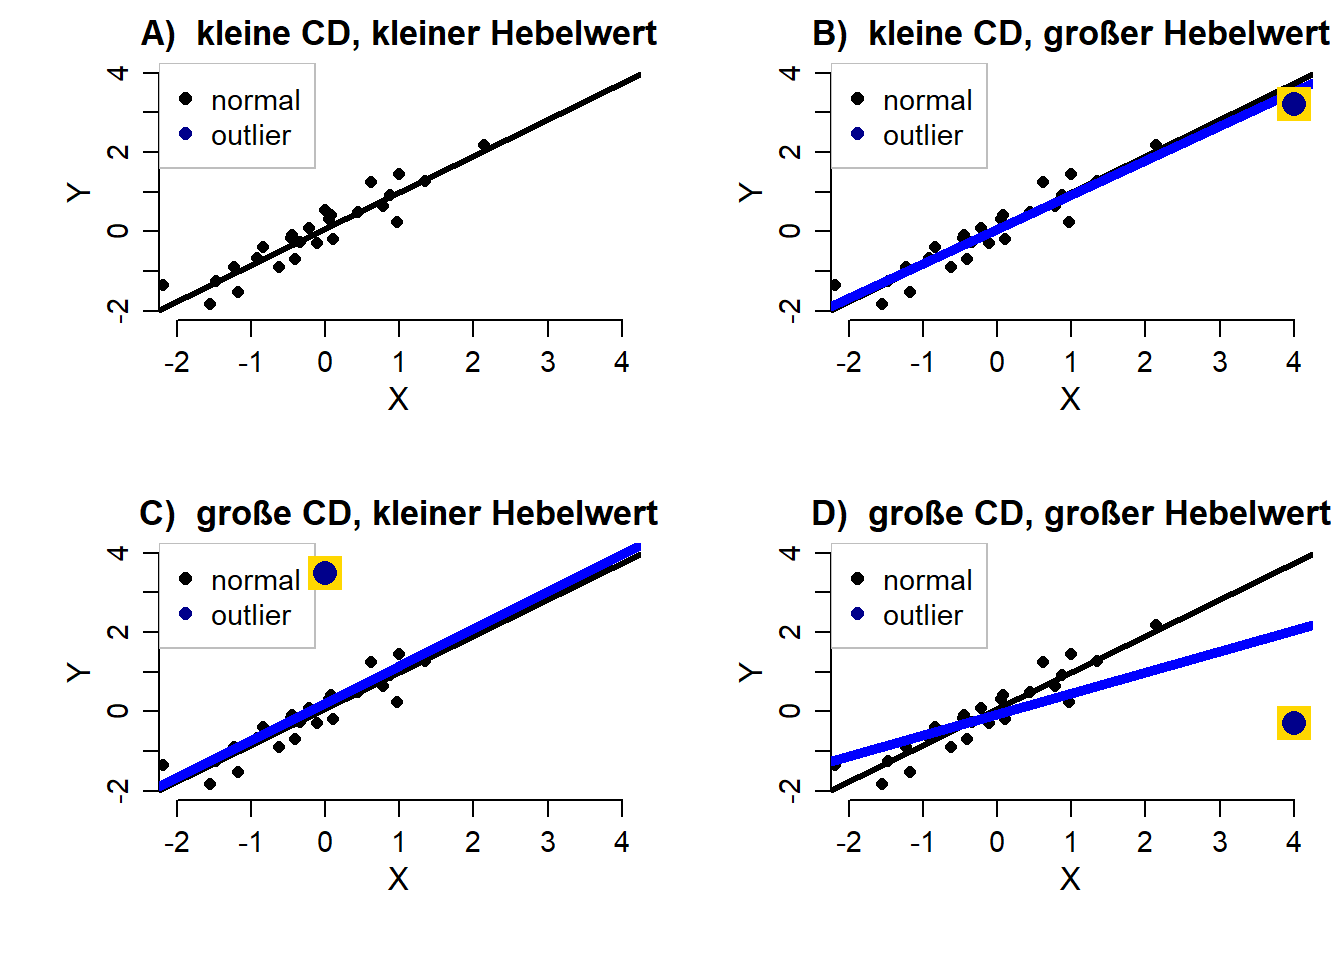 A)  kleine CD, kleiner Hebelwert
normal
outlier
Y
4
2
0
-2
-2 -1 0 1 2 3 4
X
B)  kleine CD, großer Hebelwert
normal
outlier
Y
4
2
0
-2
-2 -1 0 1 2 3 4
X
C)  große CD, kleiner Hebelwert
normal
outlier
Y
4
2
0
-2
-2 -1 0 1 2 3 4
X
D)  große CD, großer Hebelwert
normal
outlier
Y
4
2
0
-2
-2 -1 0 1 2 3 4
X